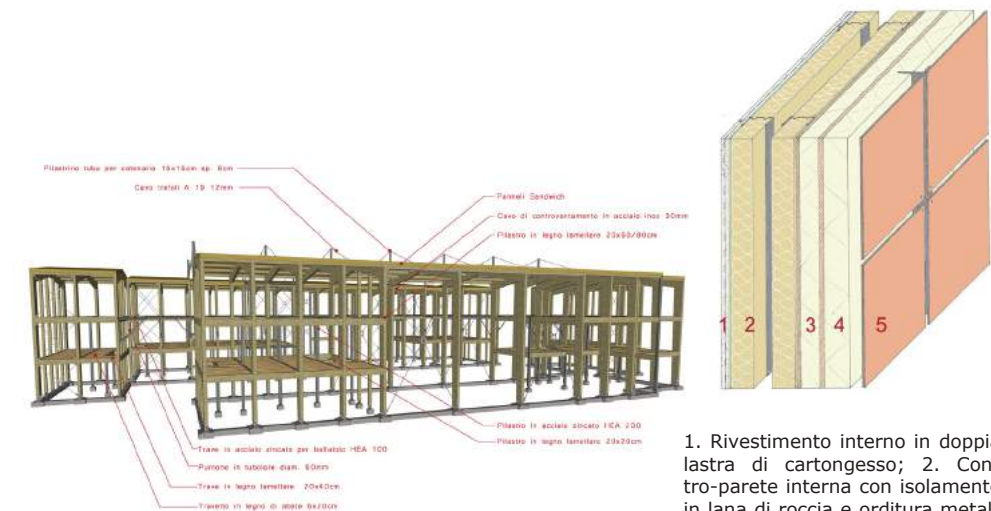 Pilastrino tubo per catenaria 15x15cm sp. 6cm
Cavo trefoli A 19 12mm
Pannelli Sandwich
Cavo di controventamento in acciaio inox 30mm
Pilastro in legno lamellare 20x60/80cm
Pilastro in acciaio zincato HEA 200
Pilastro in legno lamellare 20x20cm
Trave in acciaio zincato per ballatoio HEA 100
Puntone in tubolare diam. 60mm
Trave in legno lamellare 20x40cm
Travetto in legno di abete 8x20cm
1 2 3 4 5
1. Rivestimento interno in doppia
lastra di cartongesso; 2. Con
tro-parete interna con isolamento
in lana di roccia e orditura metal